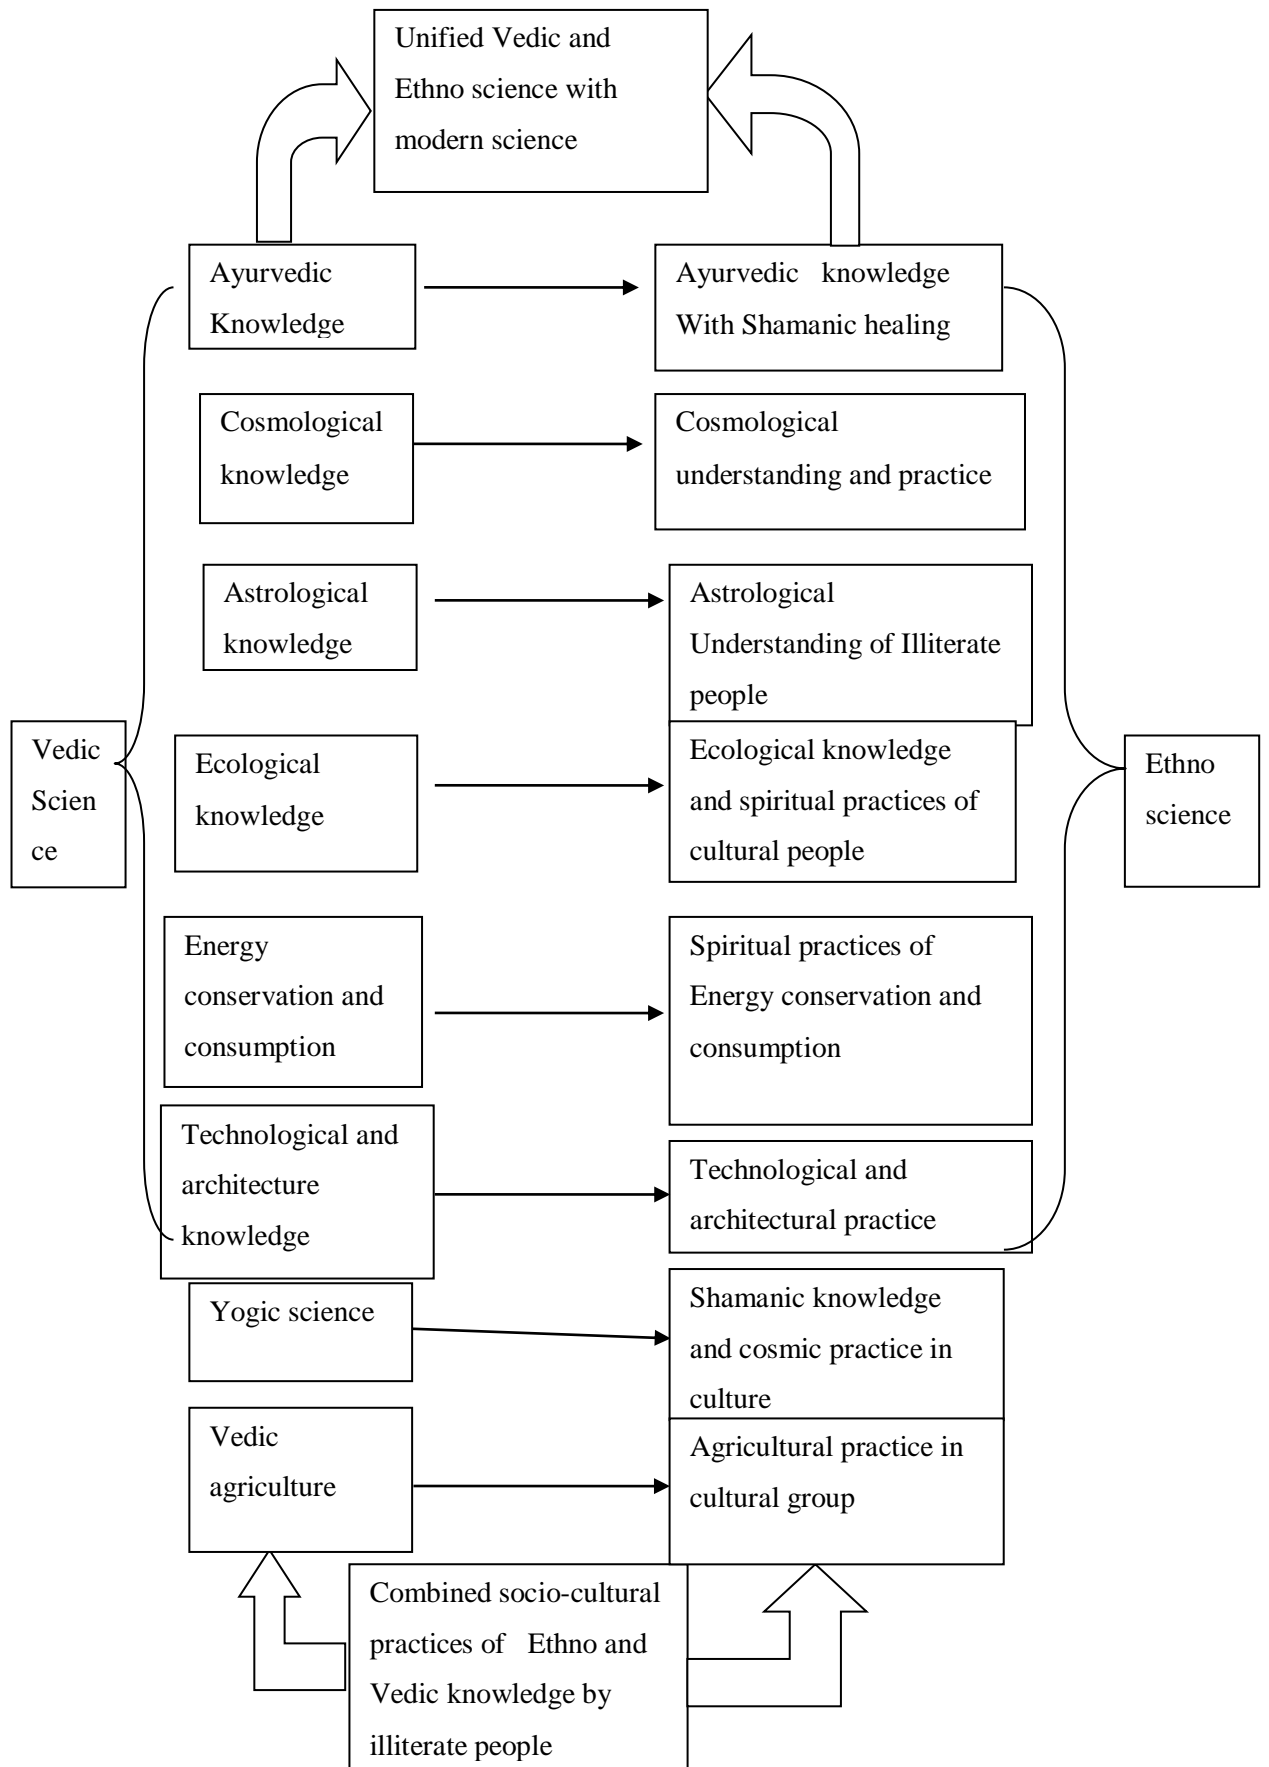 Unified Vedic and
Ethno science with
modern science
Ayurvedic
Knowledge
Ayurvedic knowledge
With Shamanic healing
Cosmological
knowledge
Cosmological
understanding and practice
Astrological
knowledge
Astrological
Understanding of Illiterate
people
Vedic
Scien
ce
Ecological
knowledge
Ecological knowledge
and spiritual practices of
cultural people
Ethno
science
Energy
conservation and
consumption
Spiritual practices of
Energy conservation and
consumption
Technological and
architecture
knowledge
Technological and
architectural practice
Yogic science
Shamanic knowledge
and cosmic practice in
culture
Vedic
agriculture
Agricultural practice in
cultural group
Combined socio-cultural
practices of Ethno and
Vedic knowledge by
illiterate people